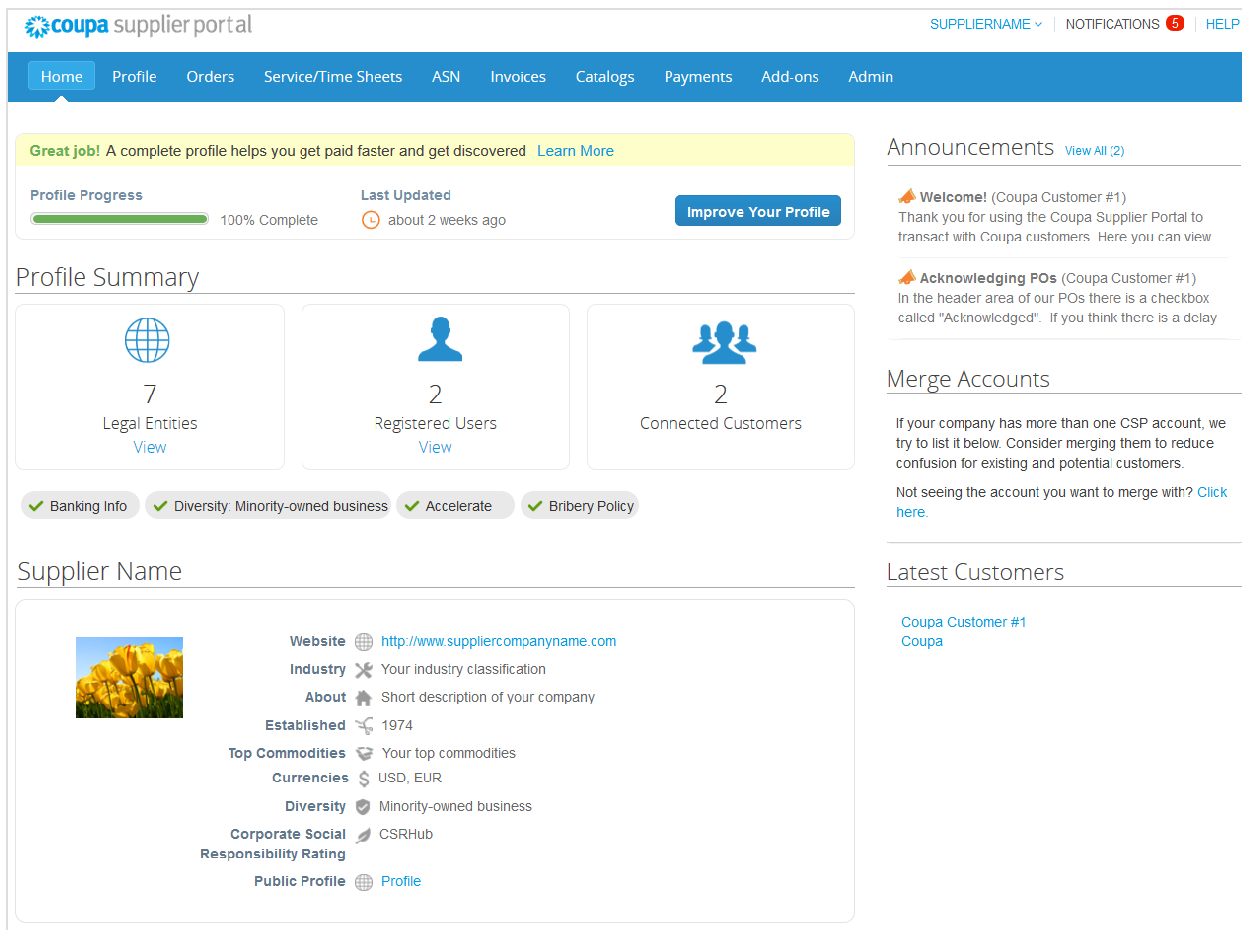 coupa supplier portal
SUPPLIERNAME
NOTIFICATIONS 5
HELP
Home Profile Orders Service/Time Sheets ASN Invoices Catalogs Payments Add-ons Admin
Great job! A complete profile helps you get paid faster and get discovered Learn More
Profile Progress
100% Complete
Last Updated
about 2 weeks ago
Improve Your Profile
Profile Summary
7
Legal Entities
View
2
Registered Users
View
2
Connected Customers
Banking Info
Diversity: Minority-owned business
Accelerate
Bribery Policy
Supplier Name
Website http://www.suppliercompanyname.com
Industry Your industry classification
About Short description of your company
Established 1974
Top Commodities Your top commodities
Currencies USD, EUR
Diversity Minority-owned business
Corporate Social CSRHub
Responsibility Rating
Public Profile Profile
Announcements View All (2)
Welcome! (Coupa Customer #1)
Thank you for using the Coupa Supplier Portal to
transact with Coupa customers. Here you can view
Acknowledging POs (Coupa Customer #1)
In the header area of our POs there is a checkbox
called "Acknowledged". If you think there is a delay
Merge Accounts
If your company has more than one CSP account, we
try to list it below. Consider merging them to reduce
confusion for existing and potential customers.
Not seeing the account you want to merge with? Click
here.
Latest Customers
Coupa Customer #1
Coupa